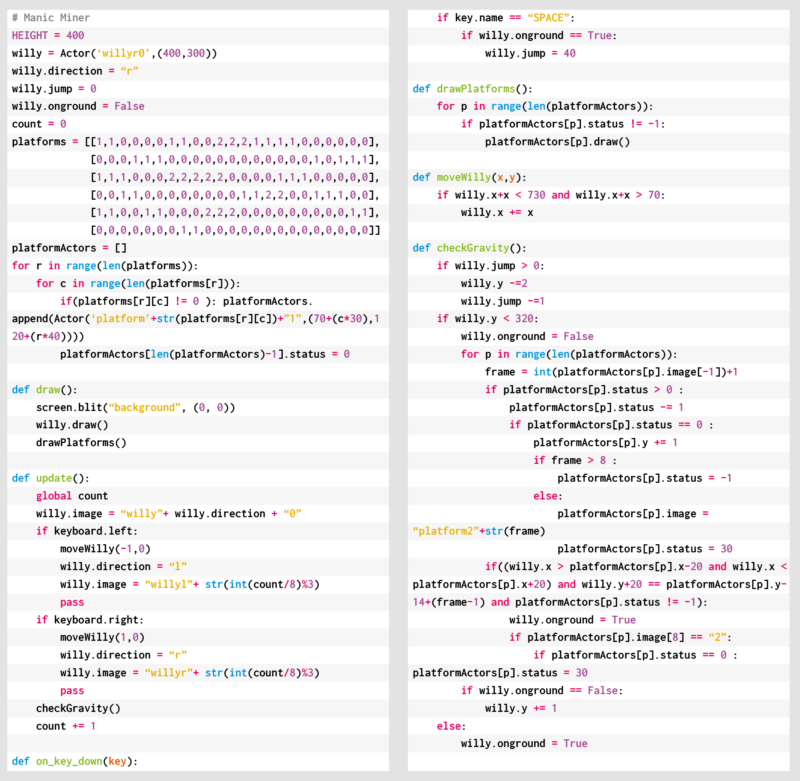 # Manic Miner
HEIGHT = 400
willy = Actor('willyr0',(400,300))
willy.direction = “r”
willy.jump = 0
willy.onground = False
count = 0
platforms = [[1,1,0,0,0,0,1,1,0,0,2,2,2,1,1,1,1,0,0,0,0,0,0],
[0,0,0,1,1,1,0,0,0,0,0,0,0,0,0,0,0,0,1,0,1,1,1],
[1,1,1,0,0,0,2,2,2,2,2,0,0,0,0,1,1,1,0,0,0,0,0],
[0,0,1,1,0,0,0,0,0,0,0,0,1,1,2,2,0,0,1,1,1,0,0],
[1,1,0,0,1,1,0,0,0,2,2,2,0,0,0,0,0,0,0,0,0,1,1],
[0,0,0,0,0,0,0,1,1,0,0,0,0,0,0,0,0,0,0,0,0,0,0]]
platformActors = []
for r in range(len(platforms)):
for c in range(len(platforms[r])):
if(platforms[r][c] != 0 ): platformActors.
append(Actor('platform'+str(platforms[r][c])+"1",(70+(c*30),1
20+(r*40))))
platformActors[len(platformActors)-1].status = 0
def draw():
screen.blit(“background”, (0, 0))
willy.draw()
drawPlatforms()
def update():
global count
willy.image = “willy”+ willy.direction + “0”
if keyboard.left:
moveWilly(-1,0)
willy.direction = “l”
willy.image = “willyl”+ str(int(count/8)%3)
pass
if keyboard.right:
moveWilly(1,0)
willy.direction = “r”
willy.image = “willyr”+ str(int(count/8)%3)
pass
checkGravity()
count += 1
def on_key_down(key):
if key.name == “SPACE”:
if willy.onground == True:
willy.jump = 40
def drawPlatforms():
for p in range(len(platformActors)):
if platformActors[p].status != -1:
platformActors[p].draw()
def moveWilly(x,y):
if willy.x+x < 730 and willy.x+x > 70:
willy.x += x
def checkGravity():
if willy.jump > 0:
willy.y -=2
willy.jump -=1
if willy.y < 320:
willy.onground = False
for p in range(len(platformActors)):
frame = int(platformActors[p].image[-1])+1
if platformActors[p].status > 0 :
platformActors[p].status -= 1
if platformActors[p].status == 0 :
platformActors[p].y += 1
if frame > 8 :
platformActors[p].status = -1
else:
platformActors[p].image =
“platform2”+str(frame)
platformActors[p].status = 30
if((willy.x > platformActors[p].x-20 and willy.x <
platformActors[p].x+20) and willy.y+20 == platformActors[p].y-
14+(frame-1) and platformActors[p].status != -1):
willy.onground = True
if platformActors[p].image[8] == “2”:
if platformActors[p].status == 0 :
platformActors[p].status = 30
if willy.onground == False:
willy.y += 1
else:
willy.onground = True